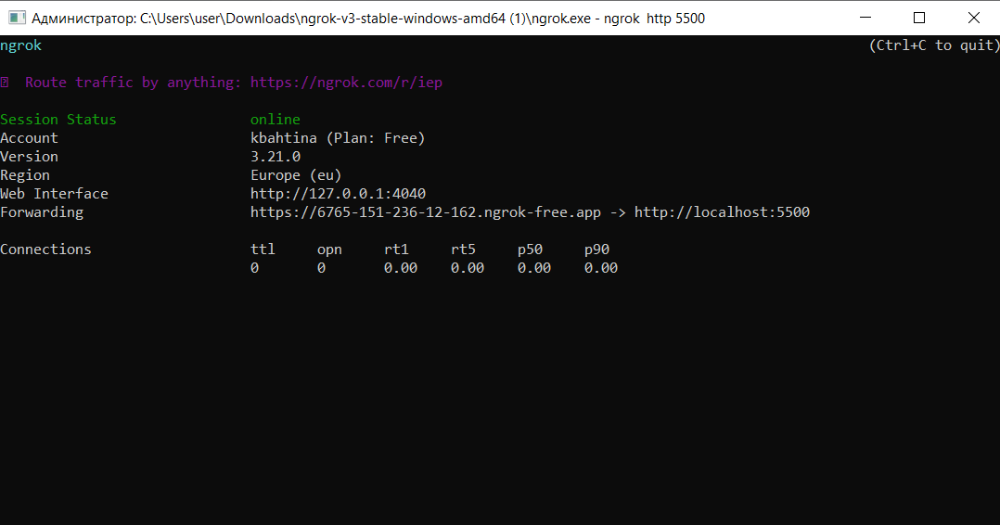 Администратор: C:\Users\user\Downloads\ngrok-v3-stable-windows-amd64 (1)\ngrok.exe - ngrok  http 5500
ngrok (Ctrl+C to quit)
Route traffic by anything: https://ngrok.com/r/iep
Session Status online
Account kbahtina (Plan: Free)
Version 3.21.0
Region Europe (eu)
Web Interface http://127.0.0.1:4040
Forwarding https://6765-151-236-12-162.ngrok-free.app -> http://localhost:5500
Connections ttl opn rt1 rt5 p50 p90
0 0 0.00 0.00 0.00 0.00